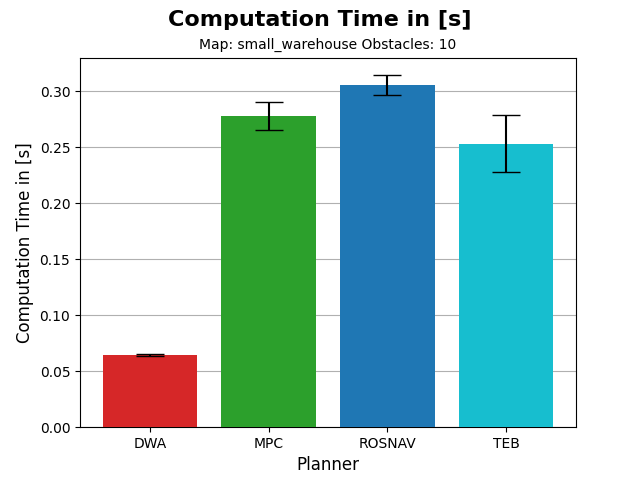 Computation Time in [s]
Map: small_warehouse Obstacles: 10
Computation Time in [s]
0.30
0.25
0.20
0.15
0.10
0.05
0.00
DWA MPC ROSNAV TEB
Planner